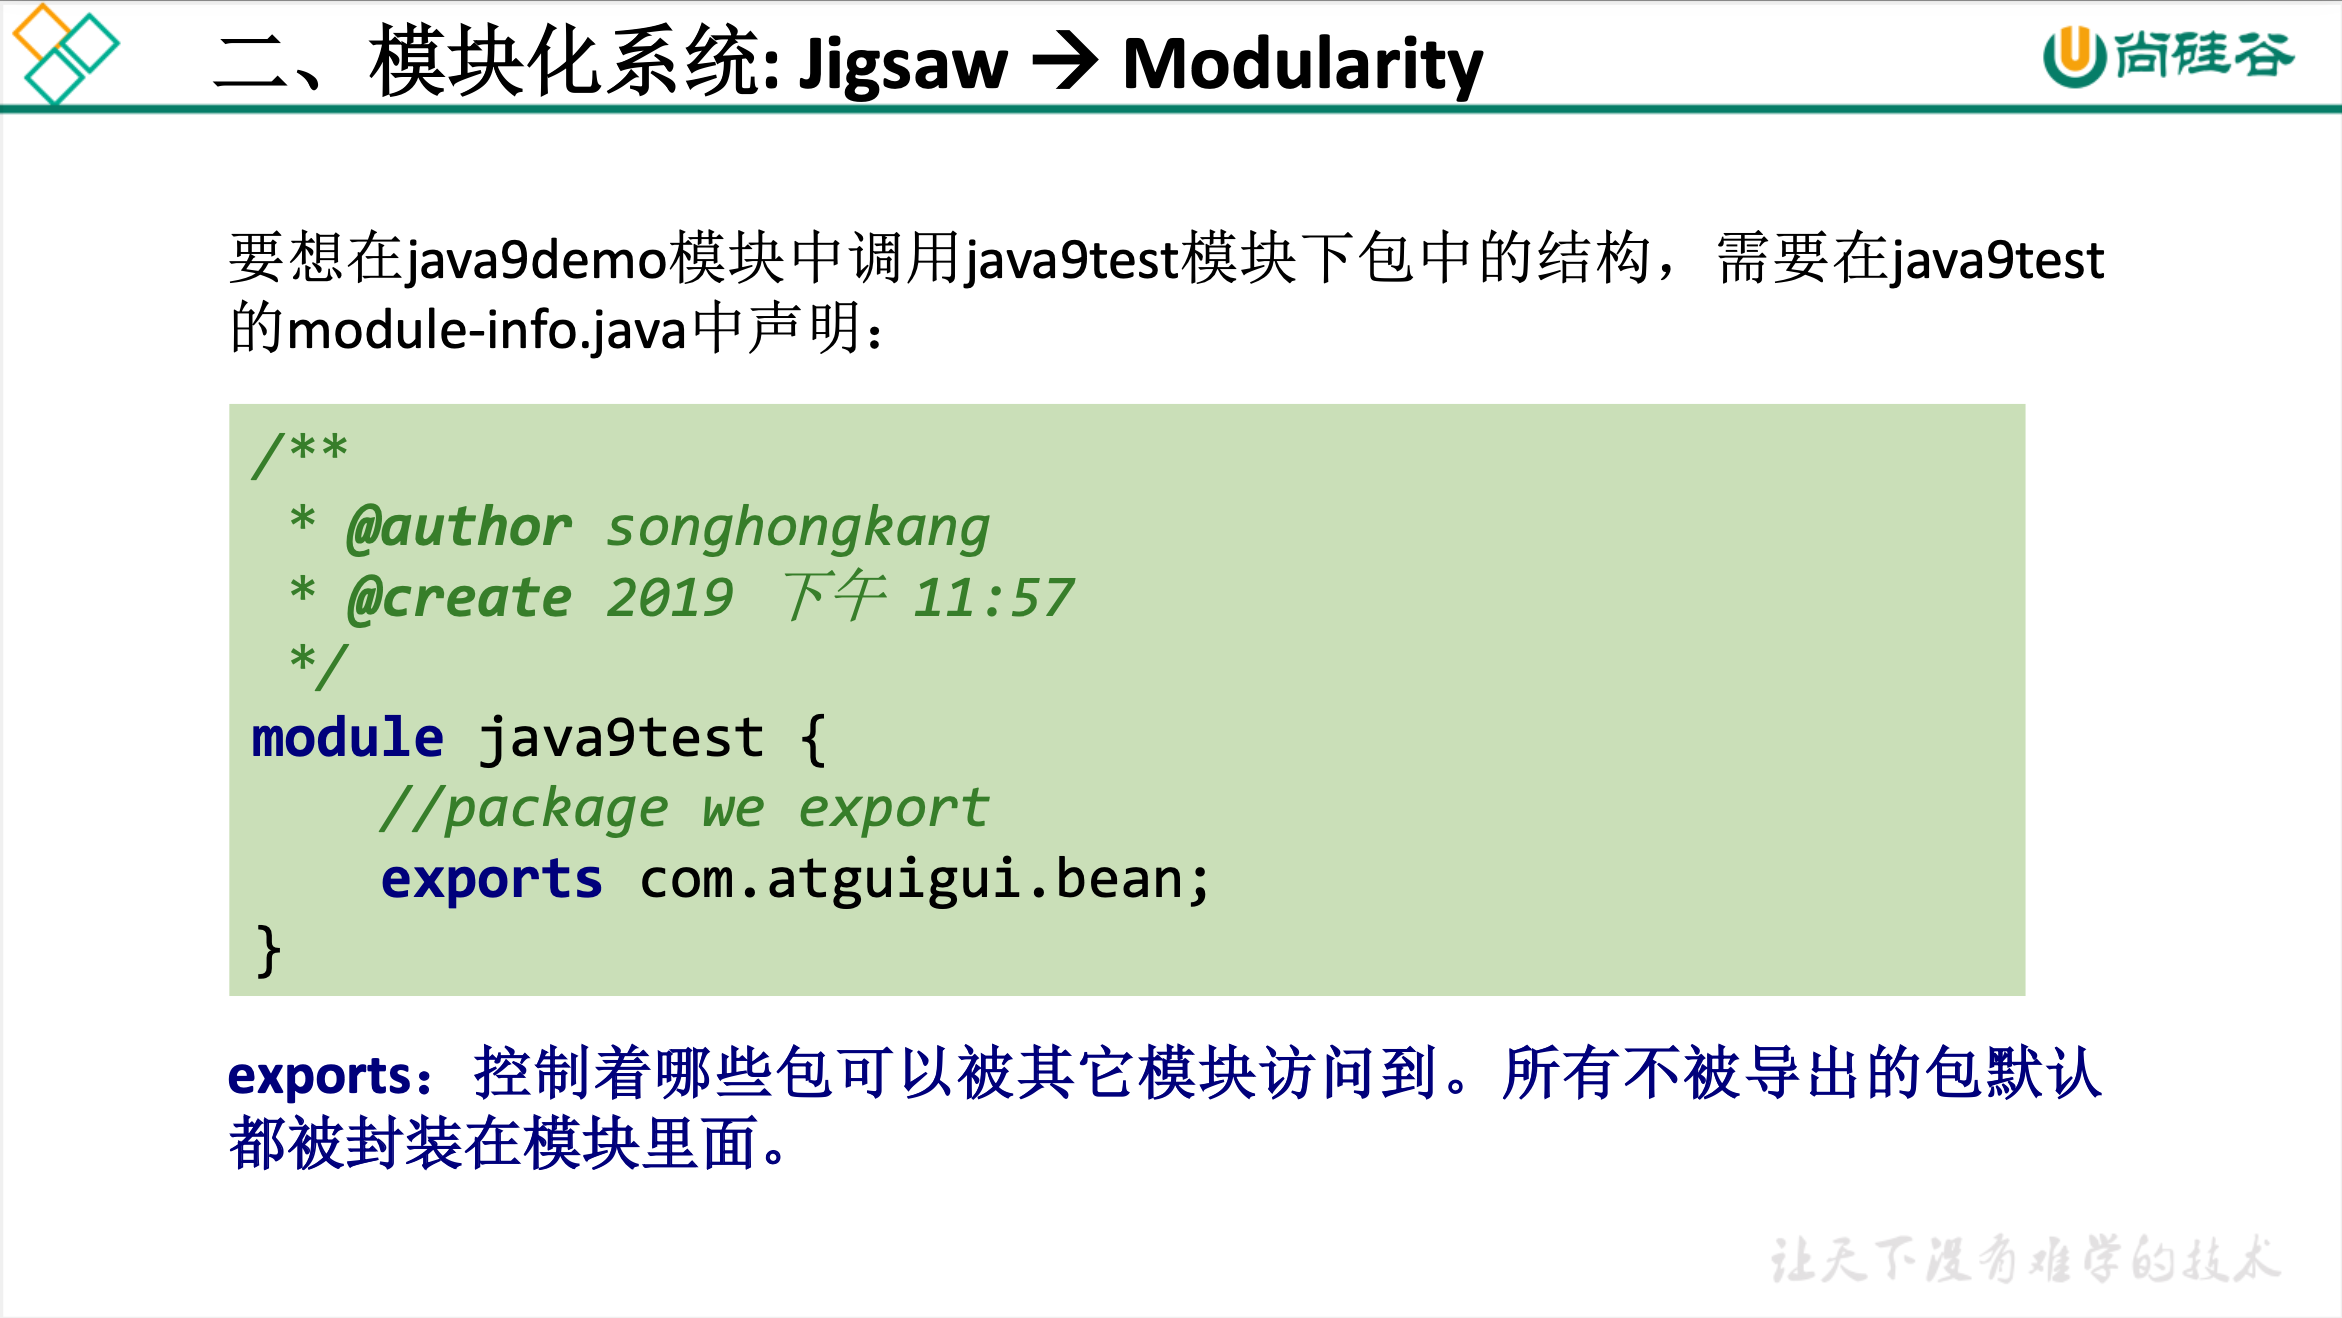 二、模块化系统: Jigsaw → Modularity
尚硅谷
要想在java9demo模块中调用java9test模块下包中的结构，需要在java9test
的module-info.java中声明：
/**
 * @author songhongkang
 * @create 2019 下午 11:57
 */
module java9test {
    //package we export
    exports com.atguigui.bean;
}
exports：控制着哪些包可以被其它模块访问到。所有不被导出的包默认
都被封装在模块里面。
让天下没有难学的技术